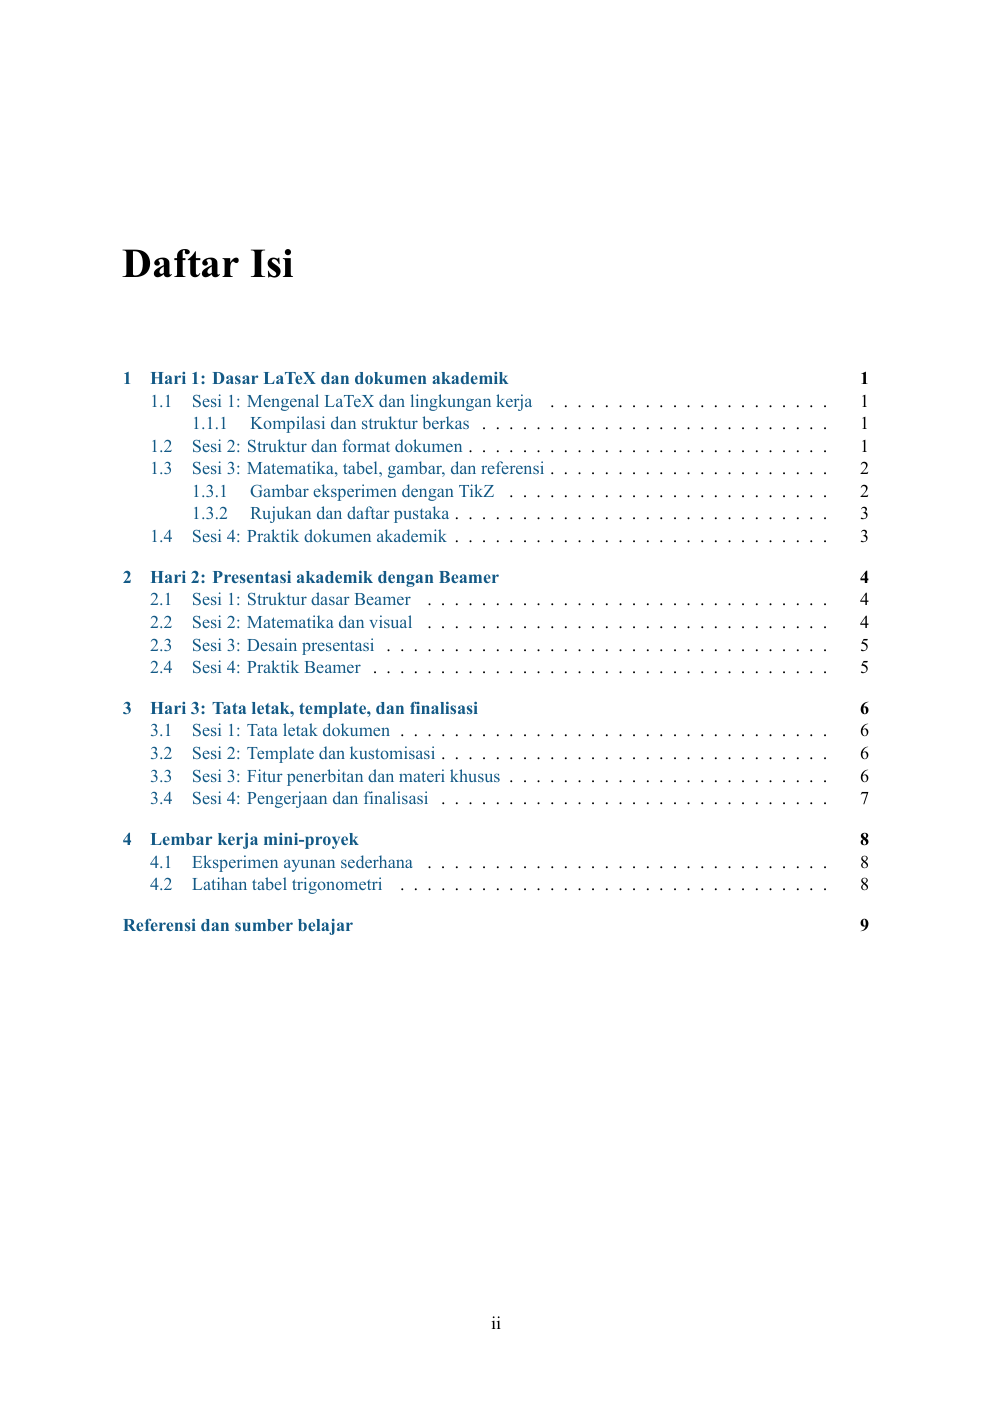 Daftar Isi
1 Hari 1: Dasar LaTeX dan dokumen akademik 1
1.1 Sesi 1: Mengenal LaTeX dan lingkungan kerja . . . . . . . . . . . . . . . . . . . . . 1
1.1.1 Kompilasi dan struktur berkas . . . . . . . . . . . . . . . . . . . . . . . . . . 1
1.2 Sesi 2: Struktur dan format dokumen . . . . . . . . . . . . . . . . . . . . . . . . . . . 1
1.3 Sesi 3: Matematika, tabel, gambar, dan referensi . . . . . . . . . . . . . . . . . . . . . 2
1.3.1 Gambar eksperimen dengan TikZ . . . . . . . . . . . . . . . . . . . . . . . . 2
1.3.2 Rujukan dan daftar pustaka . . . . . . . . . . . . . . . . . . . . . . . . . . . . 3
1.4 Sesi 4: Praktik dokumen akademik . . . . . . . . . . . . . . . . . . . . . . . . . . . . 3
2 Hari 2: Presentasi akademik dengan Beamer 4
2.1 Sesi 1: Struktur dasar Beamer . . . . . . . . . . . . . . . . . . . . . . . . . . . . . . 4
2.2 Sesi 2: Matematika dan visual . . . . . . . . . . . . . . . . . . . . . . . . . . . . . . 4
2.3 Sesi 3: Desain presentasi . . . . . . . . . . . . . . . . . . . . . . . . . . . . . . . . . 5
2.4 Sesi 4: Praktik Beamer . . . . . . . . . . . . . . . . . . . . . . . . . . . . . . . . . . 5
3 Hari 3: Tata letak, template, dan finalisasi 6
3.1 Sesi 1: Tata letak dokumen . . . . . . . . . . . . . . . . . . . . . . . . . . . . . . . . 6
3.2 Sesi 2: Template dan kustomisasi . . . . . . . . . . . . . . . . . . . . . . . . . . . . . 6
3.3 Sesi 3: Fitur penerbitan dan materi khusus . . . . . . . . . . . . . . . . . . . . . . . . 6
3.4 Sesi 4: Pengerjaan dan finalisasi . . . . . . . . . . . . . . . . . . . . . . . . . . . . . 7
4 Lembar kerja mini-proyek 8
4.1 Eksperimen ayunan sederhana . . . . . . . . . . . . . . . . . . . . . . . . . . . . . . 8
4.2 Latihan tabel trigonometri . . . . . . . . . . . . . . . . . . . . . . . . . . . . . . . . 8
Referensi dan sumber belajar 9
ii